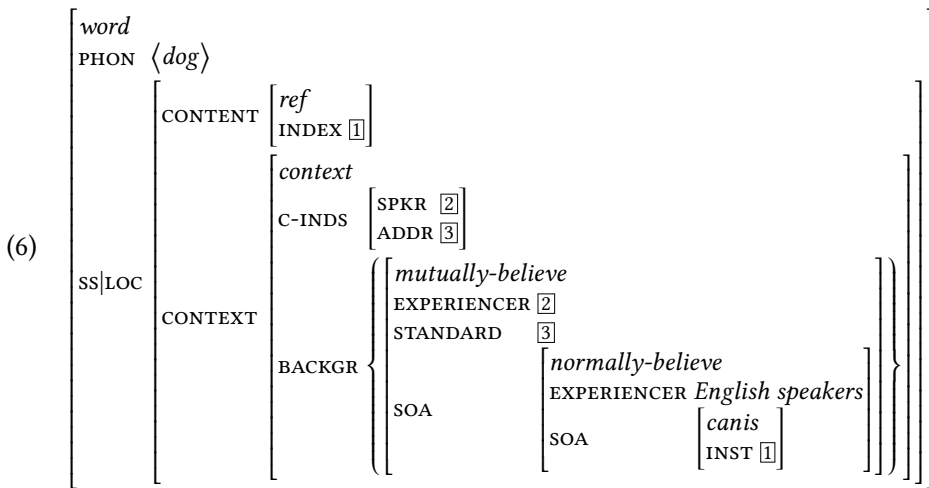 word
PHON ⟨dog⟩
CONTENT [ref
INDEX 1]
context
C-INDS [SPKR 2
ADDR 3]
(6)
SS|LOC
mutually-believe
EXPERIENCER 2
CONTEXT
STANDARD 3
BACKGR
normally-believe
EXPERIENCER English speakers
SOA
SOA [canis
INST 1]